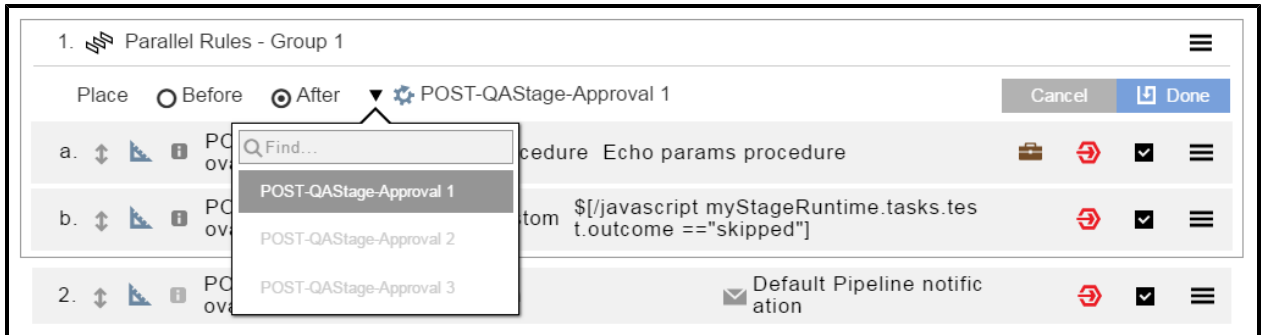 1. Parallel Rules - Group 1
Place Before After POST-QAStage-Approval 1 Cancel Done
Find...
POST-QAStage-Approval 1
POST-QAStage-Approval 2
POST-QAStage-Approval 3
a. PO cedure Echo params procedure
ova
b. PO tom $[/javascript myStageRuntime.tasks.tes
ova t.outcome =="skipped"]
2. PO Default Pipeline notific
ova ation